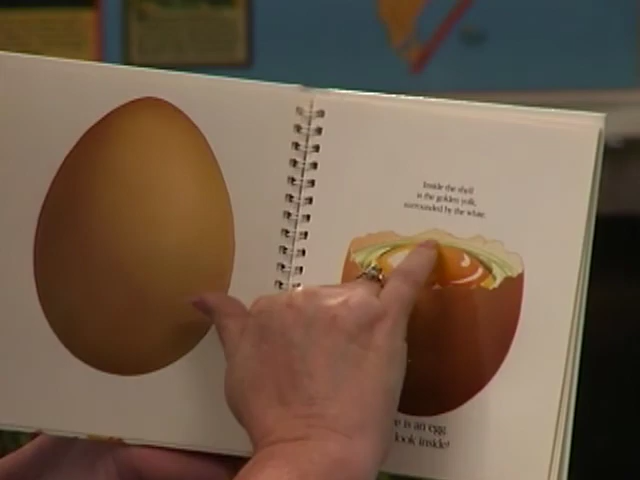 Inside the shell
is the golden yolk,
surrounded by the white.
e is an egg
look inside!